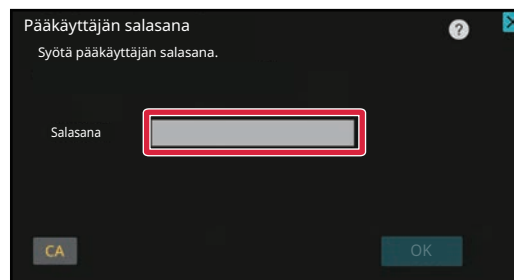 Pääkäyttäjän salasana
Syötä pääkäyttäjän salasana.
?
Salasana
CA
OK